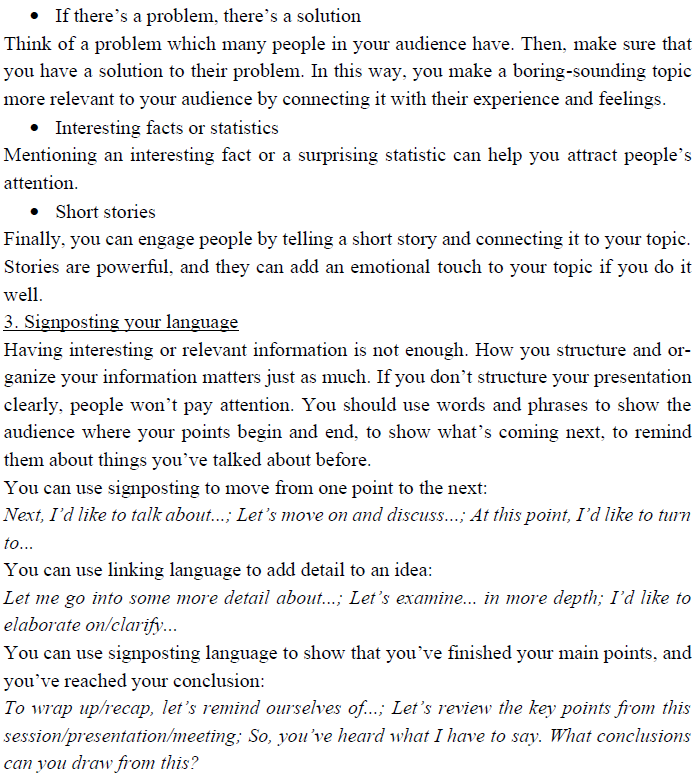 • If there’s a problem, there’s a solution
Think of a problem which many people in your audience have. Then, make sure that
you have a solution to their problem. In this way, you make a boring-sounding topic
more relevant to your audience by connecting it with their experience and feelings.
• Interesting facts or statistics
Mentioning an interesting fact or a surprising statistic can help you attract people’s
attention.
• Short stories
Finally, you can engage people by telling a short story and connecting it to your topic.
Stories are powerful, and they can add an emotional touch to your topic if you do it
well.
3. Signposting your language
Having interesting or relevant information is not enough. How you structure and or-
ganize your information matters just as much. If you don’t structure your presentation
clearly, people won’t pay attention. You should use words and phrases to show the
audience where your points begin and end, to show what’s coming next, to remind
them about things you’ve talked about before.
You can use signposting to move from one point to the next:
Next, I’d like to talk about...; Let’s move on and discuss...; At this point, I’d like to turn
to...
You can use linking language to add detail to an idea:
Let me go into some more detail about...; Let’s examine... in more depth; I’d like to
elaborate on/clarify...
You can use signposting language to show that you’ve finished your main points, and
you’ve reached your conclusion:
To wrap up/recap, let’s remind ourselves of...; Let’s review the key points from this
session/presentation/meeting; So, you’ve heard what I have to say. What conclusions
can you draw from this?